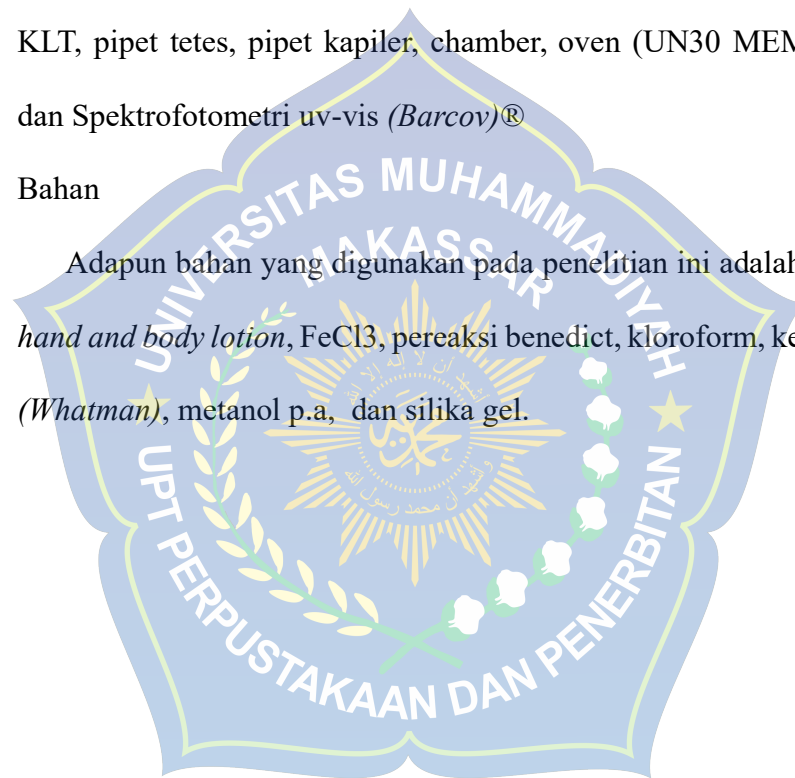 KLT, pipet tetes, pipet kapiler, chamber, oven (UN30 MEM
dan Spektrofotometri uv-vis (Barcov)®
Bahan
Adapun bahan yang digunakan pada penelitian ini adalah
hand and body lotion, FeCl3, pereaksi benedict, kloroform, ke
(Whatman), metanol p.a, dan silika gel.
UNIVERSITAS MUHAMMADIYAH
MAKASSAR
UPT PERPUSTAKAAN DAN PENERBITAN